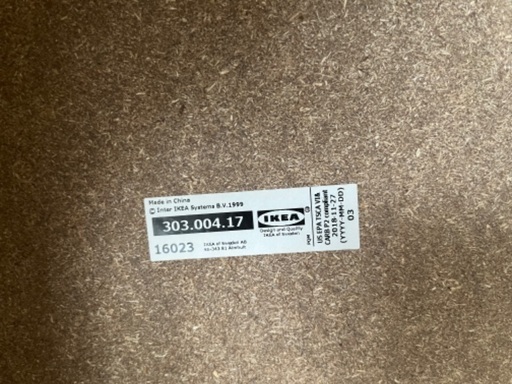 Made in China
© Inter IKEA Systems B.V.1999
303.004.17
IKEA
Design and Quality
IKEA of Sweden
16023
IKEA of Sweden AB
US EPA TSCA VI&
CARB P2 compliant
2018-11-27
(YYYY-MM-DD)
03